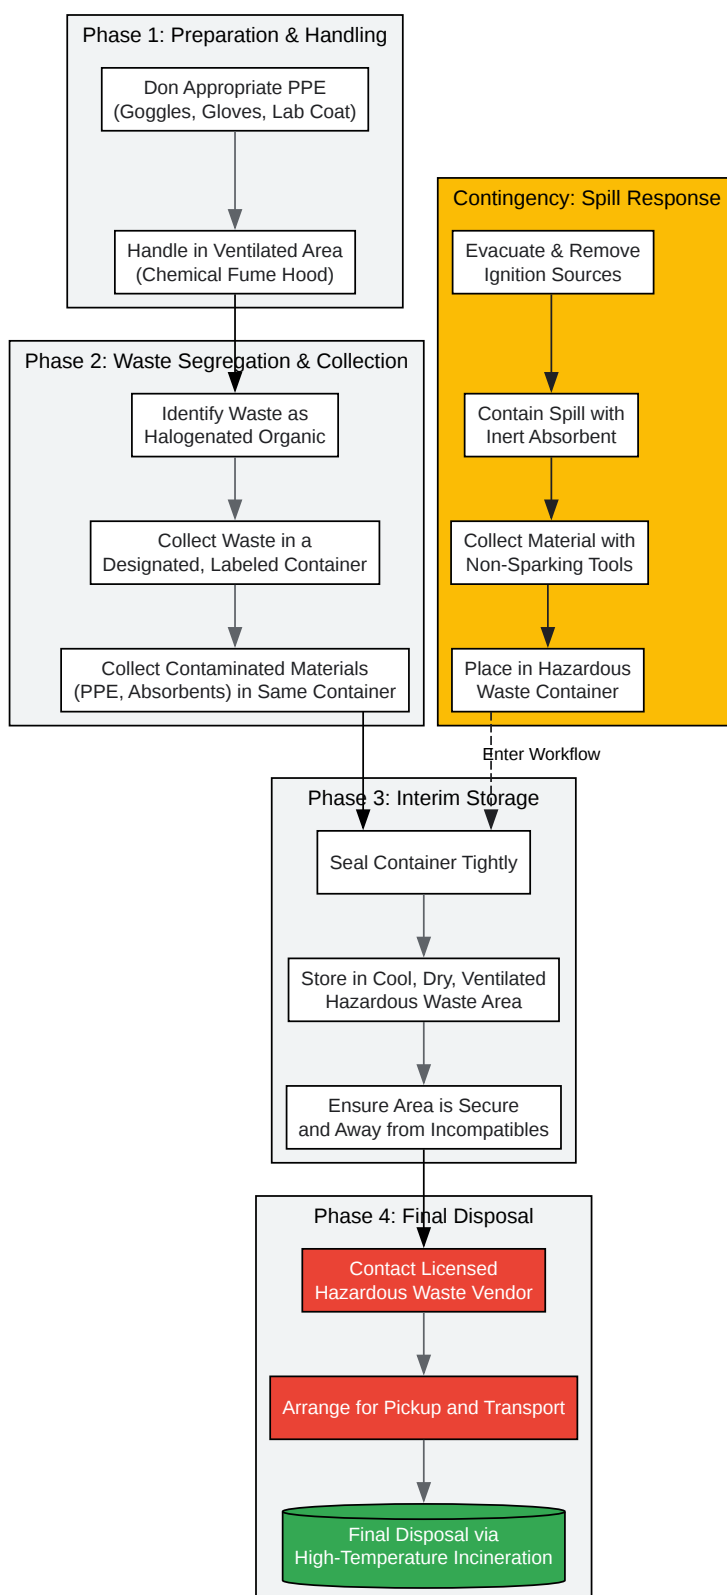 Phase 1: Preparation & Handling
Don Appropriate PPE
(Goggles, Gloves, Lab Coat)
Handle in Ventilated Area
(Chemical Fume Hood)
Contingency: Spill Response
Evacuate & Remove
Ignition Sources
Contain Spill with
Inert Absorbent
Collect Material with
Non-Sparking Tools
Place in Hazardous
Waste Container
Enter Workflow
Phase 2: Waste Segregation & Collection
Identify Waste as
Halogenated Organic
Collect Waste in a
Designated, Labeled Container
Collect Contaminated Materials
(PPE, Absorbents) in Same Container
Phase 3: Interim Storage
Seal Container Tightly
Store in Cool, Dry, Ventilated
Hazardous Waste Area
Ensure Area is Secure
and Away from Incompatibles
Phase 4: Final Disposal
Contact Licensed
Hazardous Waste Vendor
Arrange for Pickup and Transport
Final Disposal via
High-Temperature Incineration